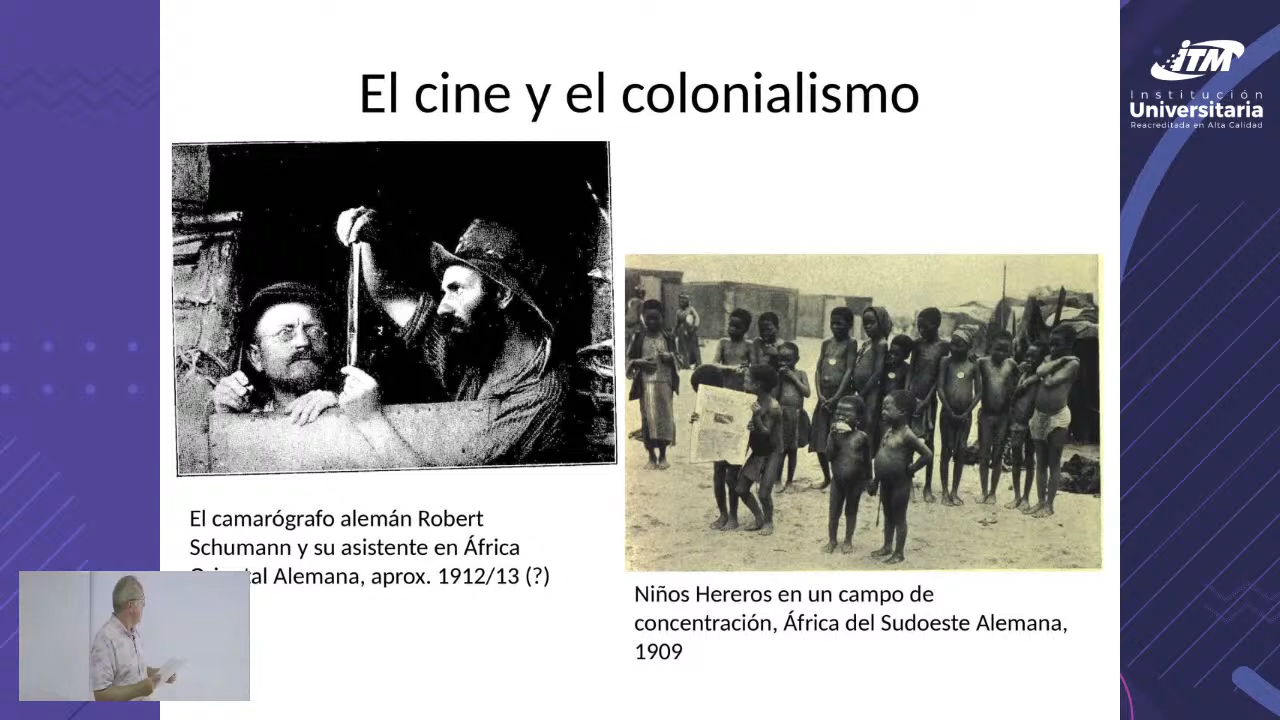 El cine y el colonialismo
iTM
Institución
Universitaria
Reacreditada en Alta Calidad
El camarógrafo alemán Robert
Schumann y su asistente en África
Alemana, aprox. 1912/13 (?)
Niños Hereros en un campo de
concentración, África del Sudoeste Alemana,
1909